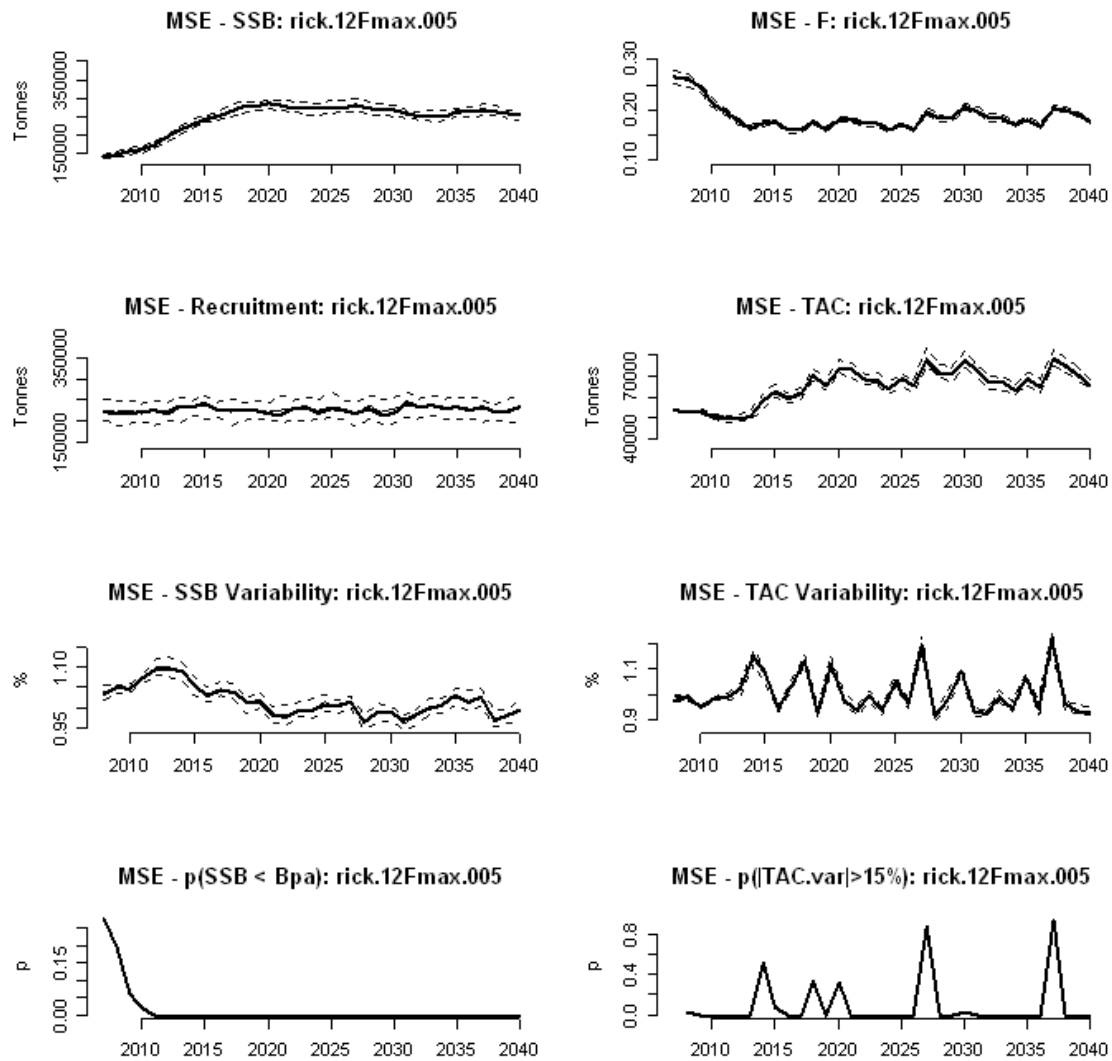 MSE - SSB: rick.12Fmax.005
Tonnes
350000
150000
2010 2015 2020 2025 2030 2035 2040
MSE - F: rick.12Fmax.005
0.30
0.20
0.10
2010 2015 2020 2025 2030 2035 2040
MSE - Recruitment: rick.12Fmax.005
Tonnes
350000
150000
2010 2015 2020 2025 2030 2035 2040
MSE - TAC: rick.12Fmax.005
Tonnes
70000
40000
2010 2015 2020 2025 2030 2035 2040
MSE - SSB Variability: rick.12Fmax.005
%
1.10
0.95
2010 2015 2020 2025 2030 2035 2040
MSE - TAC Variability: rick.12Fmax.005
%
1.1
0.9
2010 2015 2020 2025 2030 2035 2040
MSE - p(SSB < Bpa): rick.12Fmax.005
p
0.15
0.00
2010 2015 2020 2025 2030 2035 2040
MSE - p(|TAC.var|>15%): rick.12Fmax.005
p
0.8
0.4
0.0
2010 2015 2020 2025 2030 2035 2040